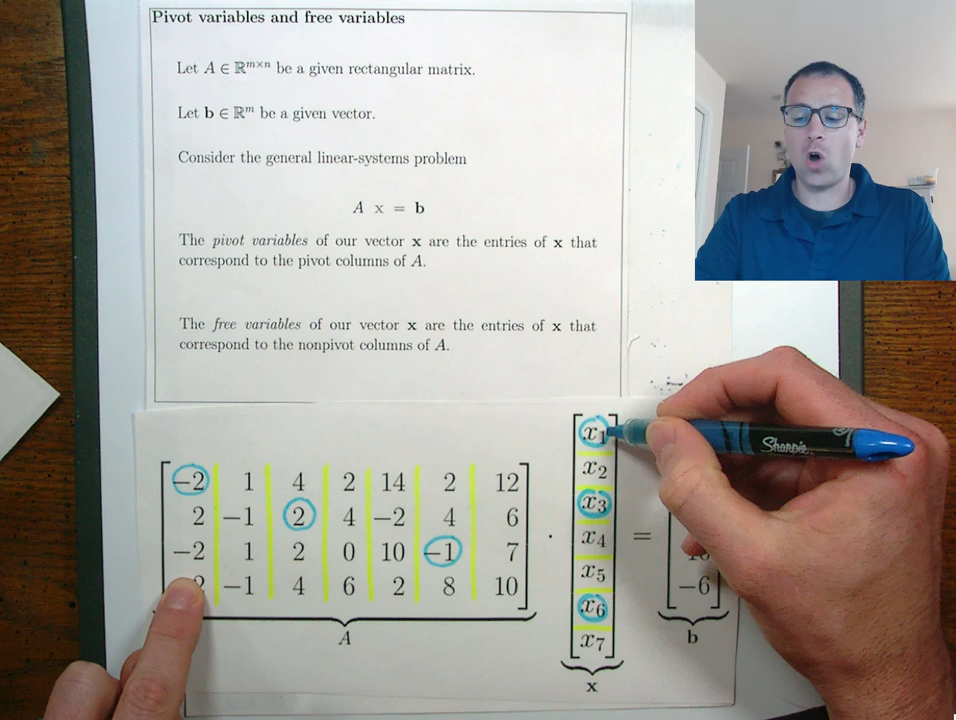 Pivot variables and free variables
Let A ∈ ℝ^{m×n} be a given rectangular matrix.
Let b ∈ ℝ^m be a given vector.
Consider the general linear-systems problem
A x = b
The pivot variables of our vector x are the entries of x that
correspond to the pivot columns of A.
The free variables of our vector x are the entries of x that
correspond to the nonpivot columns of A.
−2 1 4 2 14 2 12
2 −1 2 4 −2 4 6
−2 1 2 0 10 −1 7
−1 4 6 2 8 10
A
·
x1
x2
x3
x4
x5
x6
x7
x
=
−6
b
Sharpie